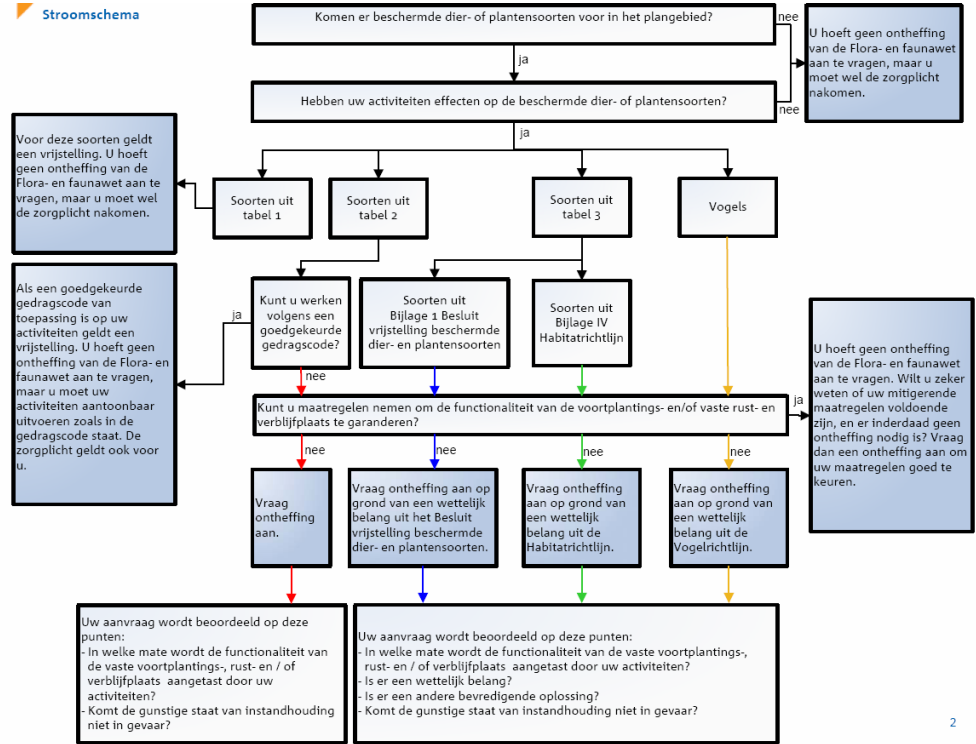 Stroomschema
Komen er beschermde dier- of plantensoorten voor in het plangebied?
nee
U hoeft geen ontheffing
van de Flora- en faunawet
aan te vragen, maar u
moet wel de zorgplicht
nakomen.
ja
Hebben uw activiteiten effecten op de beschermde dier- of plantensoorten?
nee
ja
Voor deze soorten geldt
een vrijstelling. U hoeft
geen ontheffing van de
Flora- en faunawet aan te
vragen, maar u moet wel
de zorgplicht nakomen.
Soorten uit
tabel 1
Soorten uit
tabel 2
Soorten uit
tabel 3
Vogels
Als een goedgekeurde
gedragscode van
toepassing is op uw
activiteiten geldt een
vrijstelling. U hoeft geen
ontheffing van de Flora- en
faunawet aan te vragen,
maar u moet uw
activiteiten aantoonbaar
uitvoeren zoals in de
gedragscode staat. De
zorgplicht geldt ook voor
u.
ja
Kunt u werken
volgens een
goedgekeurde
gedragscode?
Soorten uit
Bijlage 1 Besluit
vrijstelling beschermde
dier- en plantensoorten
Soorten uit
Bijlage IV
Habitatrichtlijn
nee
Kunt u maatregelen nemen om de functionaliteit van de voortplantings- en/of vaste rust- en
verblijfplaats te garanderen?
ja
U hoeft geen ontheffing
van de Flora- en faunawet
aan te vragen. Wilt u zeker
weten of uw mitigerende
maatregelen voldoende
zijn, en er inderdaad geen
ontheffing nodig is? Vraag
dan een ontheffing aan om
uw maatregelen goed te
keuren.
nee
nee
nee
nee
Vraag
ontheffing
aan.
Vraag ontheffing aan op
grond van een wettelijk
belang uit het Besluit
vrijstelling beschermde
dier- en plantensoorten.
Vraag ontheffing
aan op grond van
een wettelijk
belang uit de
Habitatrichtlijn.
Vraag ontheffing
aan op grond van
een wettelijk
belang uit de
Vogelrichtlijn.
Uw aanvraag wordt beoordeeld op deze
punten:
- In welke mate wordt de functionaliteit van
de vaste voortplantings-, rust- en / of
verblijfplaats aangetast door uw
activiteiten?
- Komt de gunstige staat van instandhouding
niet in gevaar?
Uw aanvraag wordt beoordeeld op deze punten:
- In welke mate wordt de functionaliteit van de vaste voortplantings-,
rust- en / of verblijfplaats aangetast door uw activiteiten?
- Is er een wettelijk belang?
- Is er een andere bevredigende oplossing?
- Komt de gunstige staat van instandhouding niet in gevaar?
2